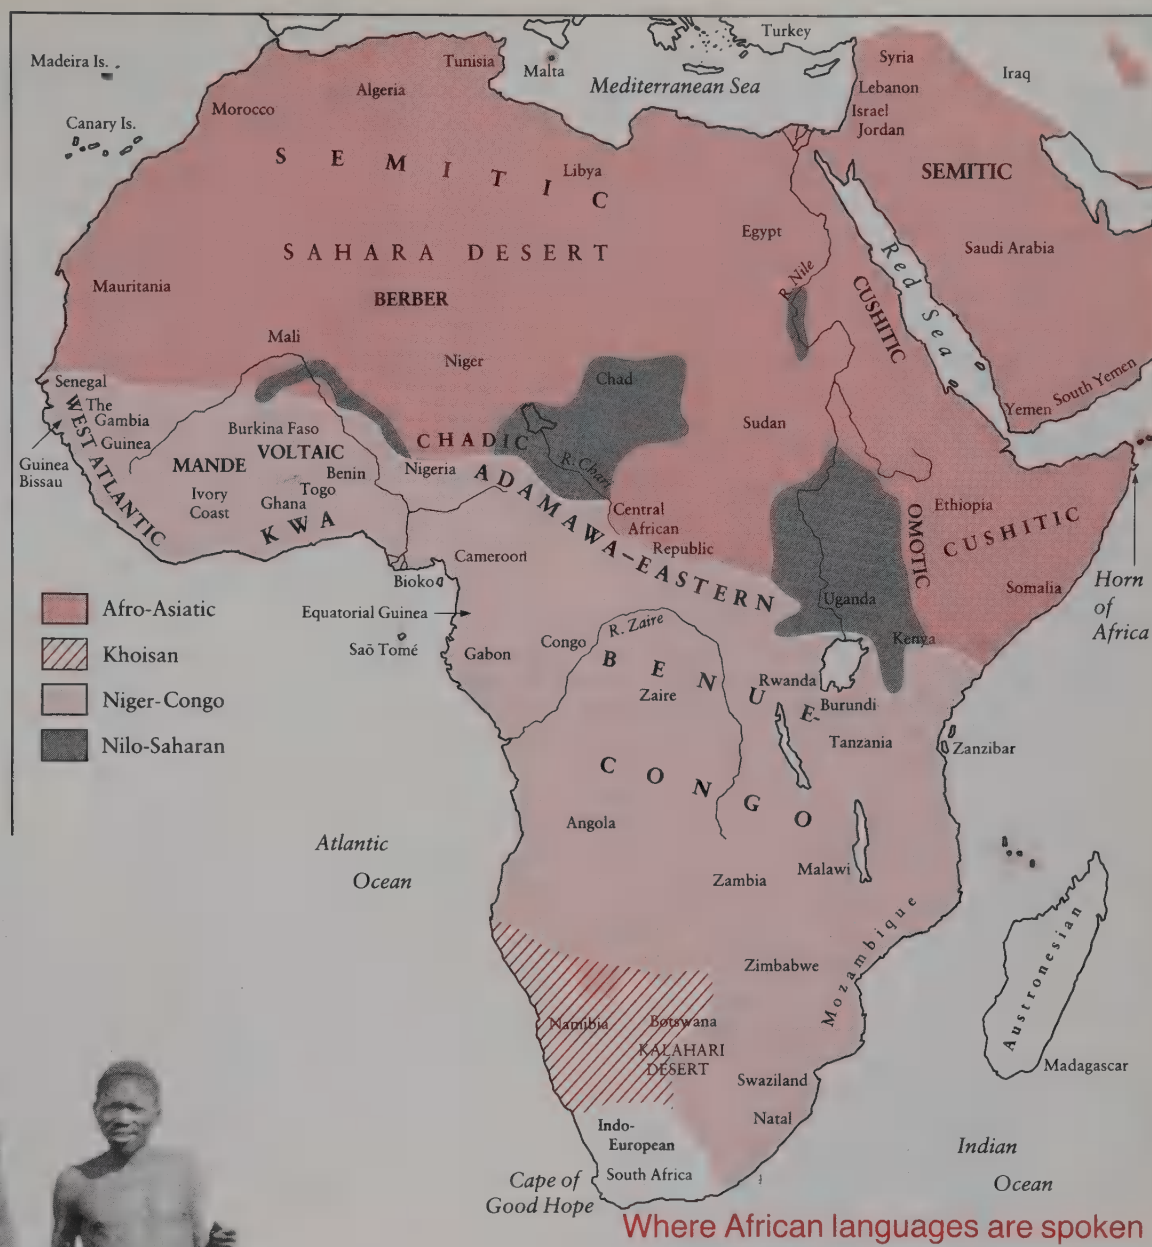 Turkey
Madeira Is.
Malta
Tunisia
Syria
Iraq
Mediterranean Sea
Algeria
Lebanon
Morocco
Israel
Jordan
Canary Is.
SEMITIC
Libya
SEMITIC
Egypt
SAHARA DESERT
Saudi Arabia
Red Sea
R. Nile
Mauritania
BERBER
CUSHITIC
Mali
Niger
Chad
Senegal
South Yemen
The
Gambia
Yemen
WEST ATLANTIC
Guinea
Burkina Faso
Sudan
CHADIC
VOLTAIC
Guinea
Bissau
MANDE
Benin
Nigeria
R. Chari
ADAMAWA-EASTERN
Ivory
Coast
Togo
Ghana
KWA
Central
African
Republic
Ethiopia
OMOTIC
CUSHITIC
Cameroon
Bioko
Somalia
Horn
of
Africa
Uganda
Equatorial Guinea
Afro-Asiatic
Khoisan
Niger-Congo
Nilo-Saharan
Saō Tomé
Gabon
Congo
R. Zaire
Kenya
BENUE-
CONGO
Zaire
Rwanda
Burundi
Tanzania
Zanzibar
Angola
Atlantic
Ocean
Zambia
Malawi
Mozambique
Zimbabwe
Austronesian
Namibia
Botswana
KALAHARI
DESERT
Madagascar
Swaziland
Natal
Indo-
European
South Africa
Cape of
Good Hope
Indian
Ocean
Where African languages are spoken